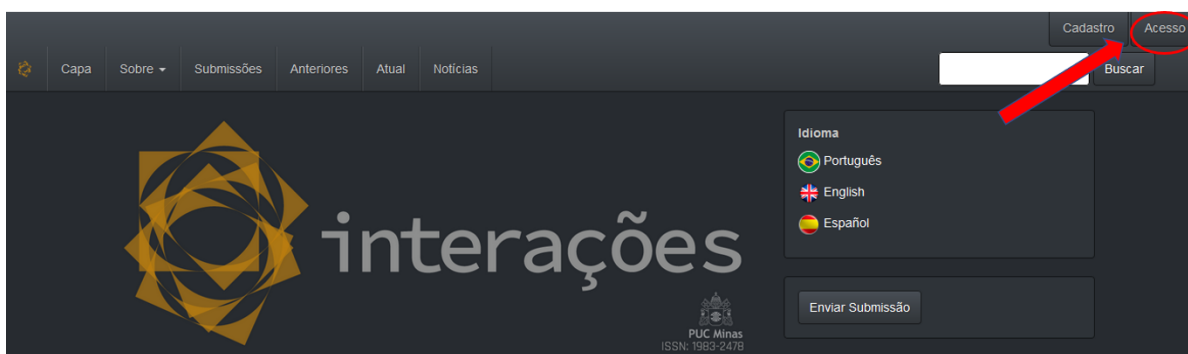 Cadastro Acesso
Capa Sobre Submissões Anteriores Atual Notícias Buscar
Idioma
Português
English
Español
interações
Enviar Submissão
PUC Minas
ISSN: 1983-2478